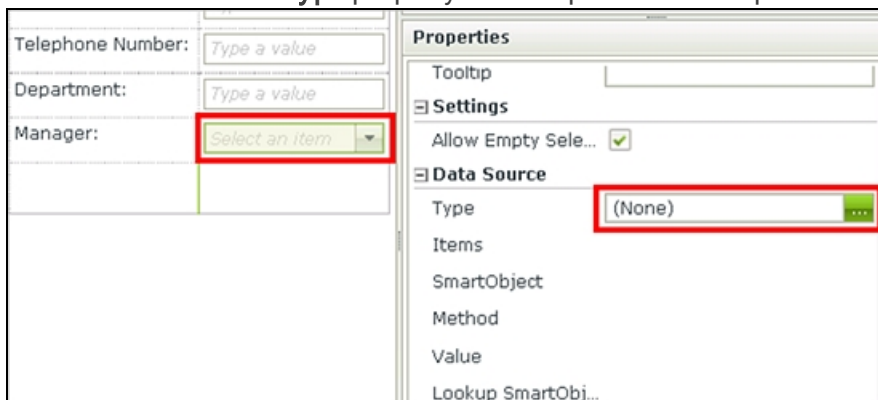 Telephone Number: Type a value
Department: Type a value
Manager: Select an item
Properties
Tooltip
Settings
Allow Empty Sele...
Data Source
Type (None) ...
Items
SmartObject
Method
Value
Lookup SmartObj...